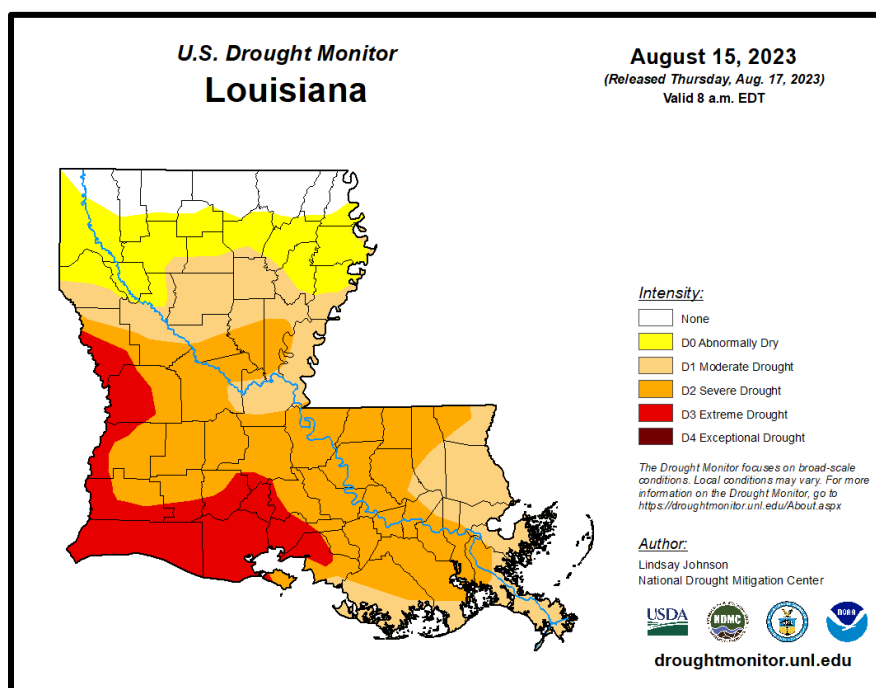 U.S. Drought Monitor
Louisiana
August 15, 2023
(Released Thursday, Aug. 17, 2023)
Valid 8 a.m. EDT
Intensity:
None
D0 Abnormally Dry
D1 Moderate Drought
D2 Severe Drought
D3 Extreme Drought
D4 Exceptional Drought
The Drought Monitor focuses on broad-scale
conditions. Local conditions may vary. For more
information on the Drought Monitor, go to
https://droughtmonitor.unl.edu/About.aspx
Author:
Lindsay Johnson
National Drought Mitigation Center
USDA
NDMC
NOAA
droughtmonitor.unl.edu